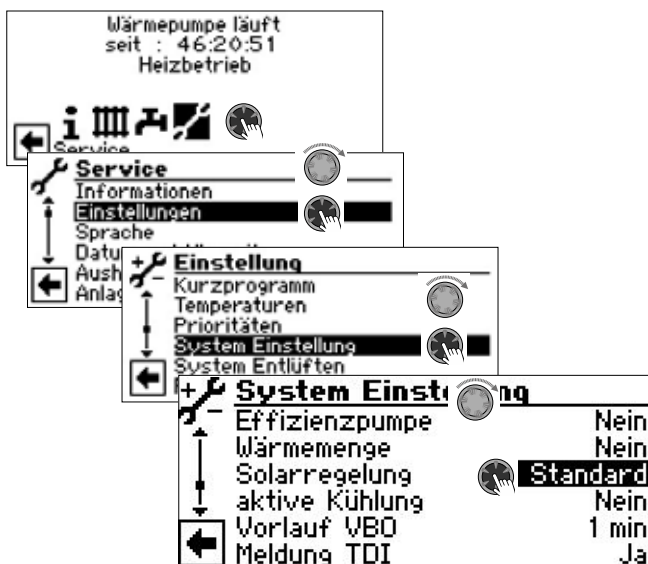 Wärmepumpe läuft
seit : 46:20:51
Heizbetrieb
Service
Service
Informationen
Einstellungen
Sprache
Einstellung
Kurzprogramm
Temperaturen
Prioritäten
System Einstellung
System Entlüften
System Einst ng
Effizienzpumpe Nein
Wärmemenge Nein
Solarregelung Standard
aktive Kühlung Nein
Vorlauf VBO 1 min
Meldung TDI Ja